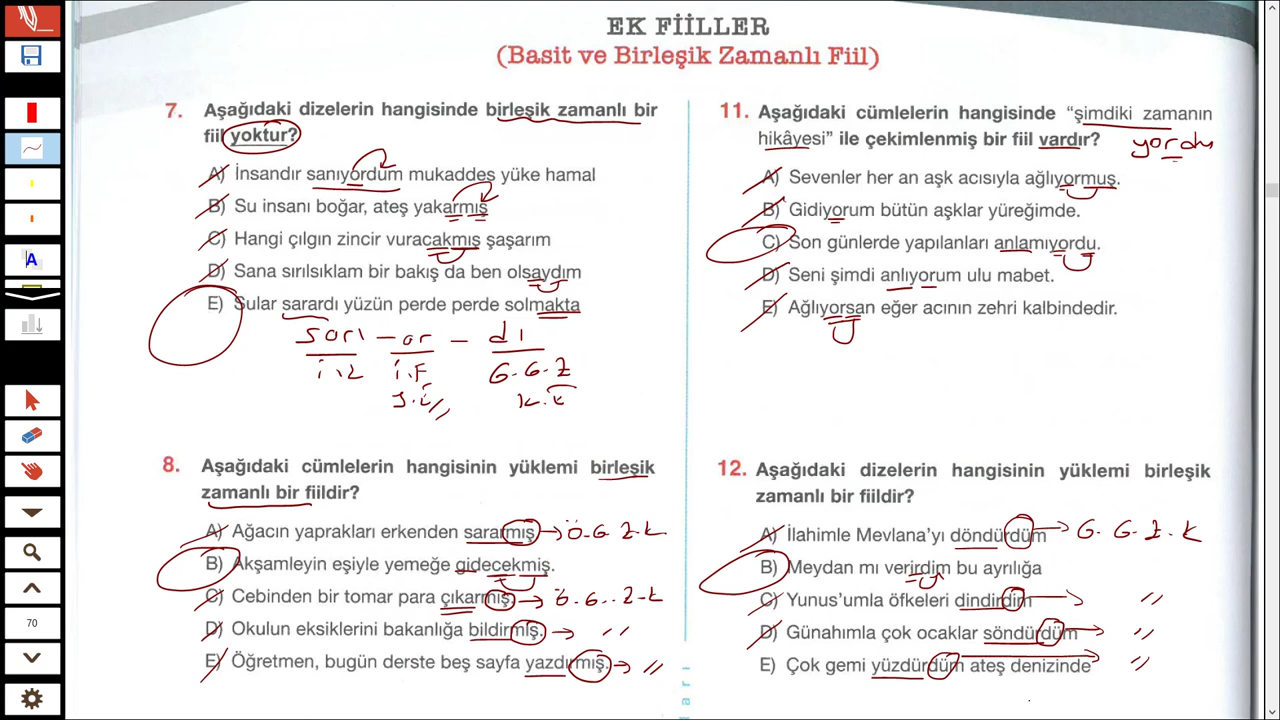 EK FİİLLER
(Basit ve Birleşik Zamanlı Fiil)
7. Aşağıdaki dizelerin hangisinde birleşik zamanlı bir
fiil yoktur?
A) İnsandır sanıyordum mukaddes yüke hamal
B) Su insanı boğar, ateş yakarmış
C) Hangi çılgın zincir vuracakmış şaşarım
D) Sana sırılsıklam bir bakış da ben olsaydım
E) Sular sarardı yüzün perde perde solmakta
sarı - ar - dı
i.F G.G.Z
8. Aşağıdaki cümlelerin hangisinin yüklemi birleşik
zamanlı bir fiildir?
A) Ağacın yaprakları erkenden sararmış → Ö.G.Z.K
B) Akşamleyin eşiyle yemeğe gidecekmiş.
C) Cebinden bir tomar para çıkarmış. → Ö.G.Z.K
D) Okulun eksiklerini bakanlığa bildirmiş. → "
E) Öğretmen, bugün derste beş sayfa yazdırmış. → "
11. Aşağıdaki cümlelerin hangisinde "şimdiki zamanın
hikâyesi" ile çekimlenmiş bir fiil vardır?
yordu
A) Sevenler her an aşk acısıyla ağlıyormuş.
B) Gidiyorum bütün aşklar yüreğimde.
C) Son günlerde yapılanları anlamıyordu.
D) Seni şimdi anlıyorum ulu mabet.
E) Ağlıyorsan eğer acının zehri kalbindedir.
12. Aşağıdaki dizelerin hangisinin yüklemi birleşik
zamanlı bir fiildir?
A) İlahimle Mevlana'yı döndürdüm → G.G.Z.K
B) Meydan mı verirdim bu ayrılığa
C) Yunus'umla öfkeleri dindirdim → "
D) Günahımla çok ocaklar söndürdüm → "
E) Çok gemi yüzdürdüm ateş denizinde → "
A
70